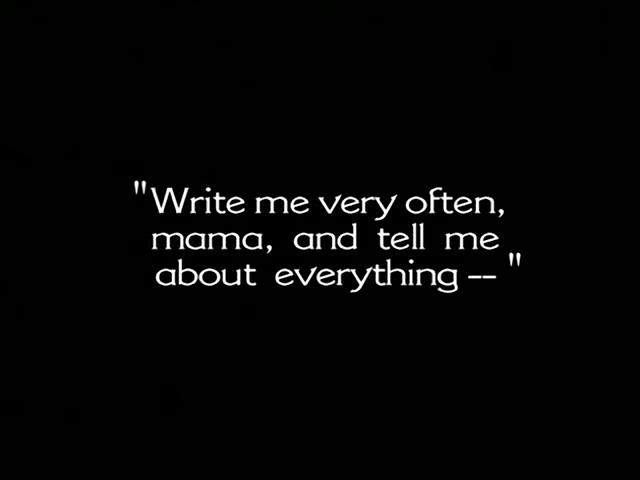 "Write me very often,
mama, and tell me
about everything -- "